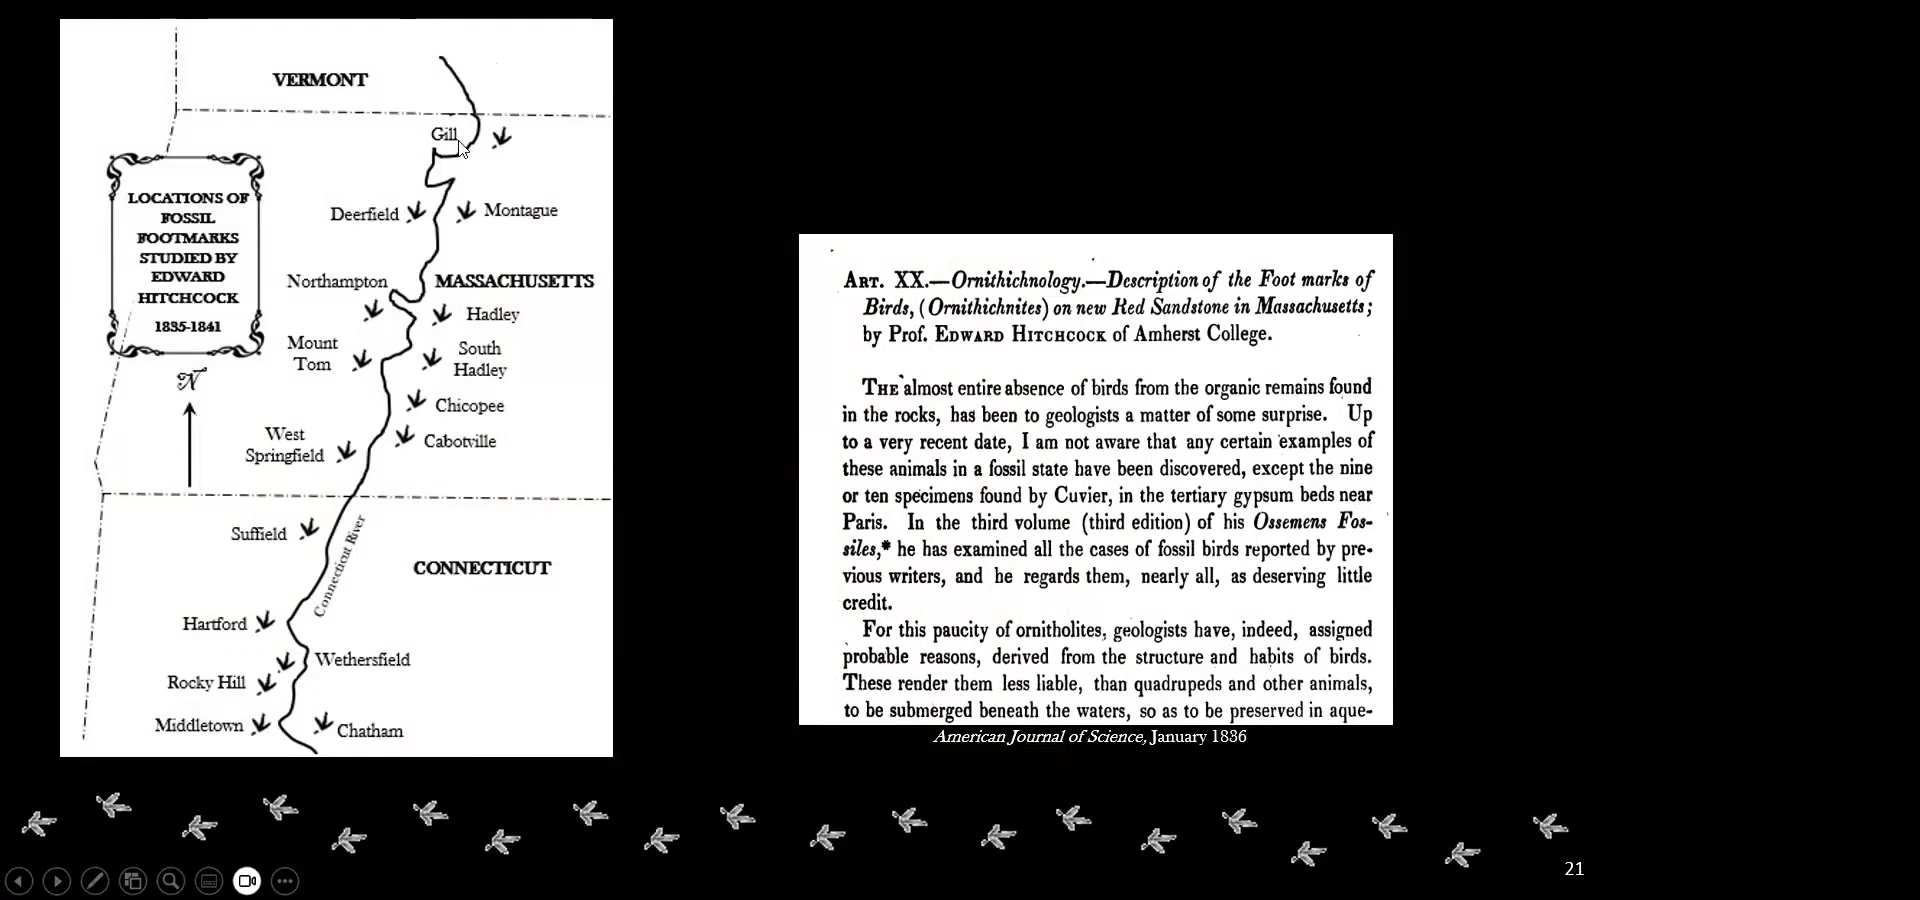 VERMONT
Gill
LOCATIONS OF
FOSSIL
FOOTMARKS
STUDIED BY
EDWARD
HITCHCOCK
1835-1841
Deerfield
Montague
Northampton
MASSACHUSETTS
Hadley
Mount
Tom
South
Hadley
N
Chicopee
West
Springfield
Cabotville
Suffield
Connecticut River
CONNECTICUT
Hartford
Wethersfield
Rocky Hill
Middletown
Chatham
ART. XX.—Ornithichnology.—Description of the Foot marks of
Birds, (Ornithichnites) on new Red Sandstone in Massachusetts;
by Prof. EDWARD HITCHCOCK of Amherst College.
THE almost entire absence of birds from the organic remains found
in the rocks, has been to geologists a matter of some surprise. Up
to a very recent date, I am not aware that any certain examples of
these animals in a fossil state have been discovered, except the nine
or ten specimens found by Cuvier, in the tertiary gypsum beds near
Paris. In the third volume (third edition) of his Ossemens Fos-
siles,* he has examined all the cases of fossil birds reported by pre-
vious writers, and he regards them, nearly all, as deserving little
credit.
For this paucity of ornitholites, geologists have, indeed, assigned
probable reasons, derived from the structure and habits of birds.
These render them less liable, than quadrupeds and other animals,
to be submerged beneath the waters, so as to be preserved in aque-
American Journal of Science, January 1836
21